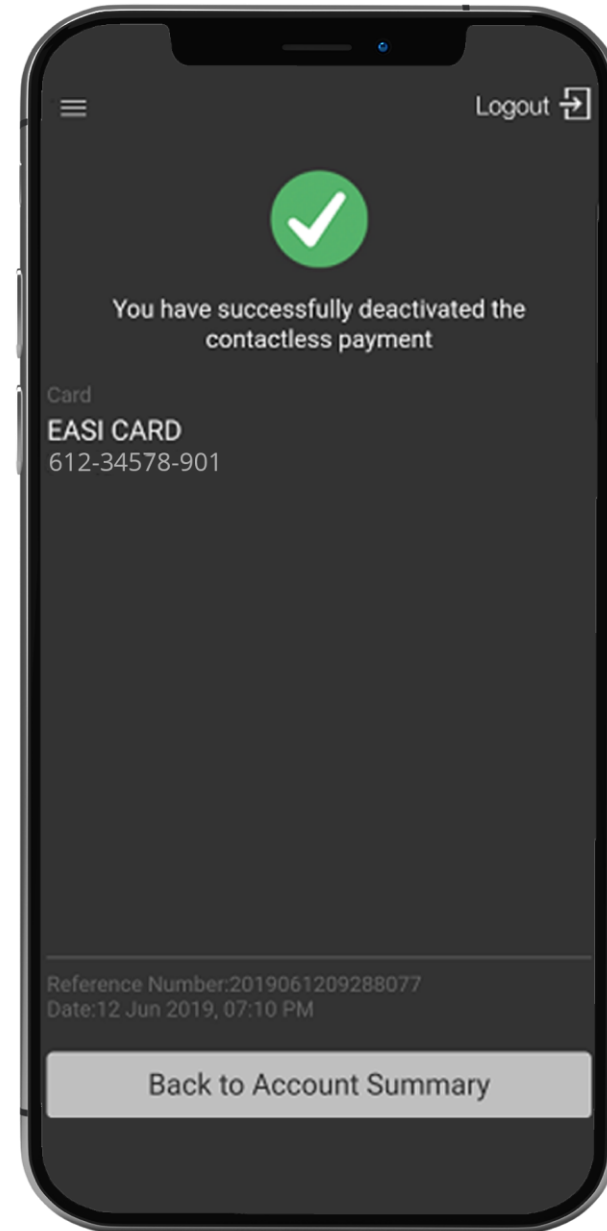 Logout
You have successfully deactivated the
contactless payment
Card
EASI CARD
612-34578-901
Reference Number:2019061209288077
Date:12 Jun 2019, 07:10 PM
Back to Account Summary